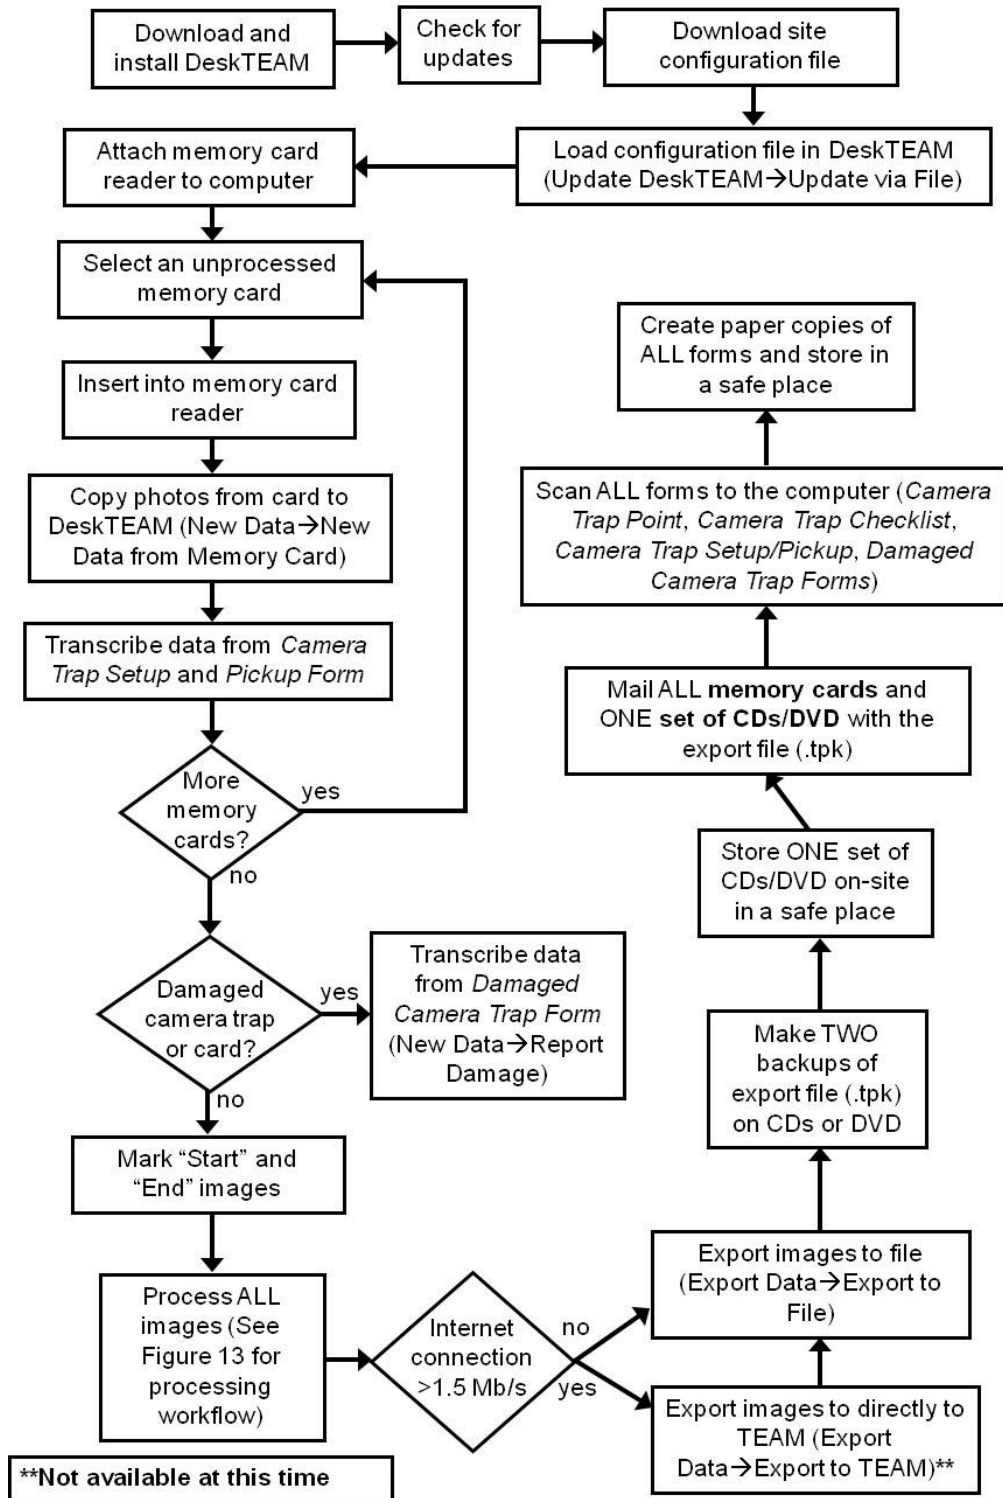 Download and
install DeskTEAM
Check for
updates
Download site
configuration file
Load configuration file in DeskTEAM
(Update DeskTEAM→Update via File)
Attach memory card
reader to computer
Select an unprocessed
memory card
Insert into memory card
reader
Copy photos from card to
DeskTEAM (New Data→New
Data from Memory Card)
Transcribe data from Camera
Trap Setup and Pickup Form
More
memory
cards?
yes
no
Damaged
camera trap
or card?
yes
no
Transcribe data
from Damaged
Camera Trap Form
(New Data→Report
Damage)
Mark “Start” and
“End” images
Process ALL
images (See
Figure 13 for
processing
workflow)
Internet
connection
>1.5 Mb/s
no
yes
Export images to directly to
TEAM (Export
Data→Export to TEAM)**
Export images to file
(Export Data→Export to
File)
Make TWO
backups of
export file (.tpk)
on CDs or DVD
Store ONE set of
CDs/DVD on-site
in a safe place
Mail ALL memory cards and
ONE set of CDs/DVD with the
export file (.tpk)
Scan ALL forms to the computer (Camera
Trap Point, Camera Trap Checklist,
Camera Trap Setup/Pickup, Damaged
Camera Trap Forms)
Create paper copies of
ALL forms and store in
a safe place
**Not available at this time